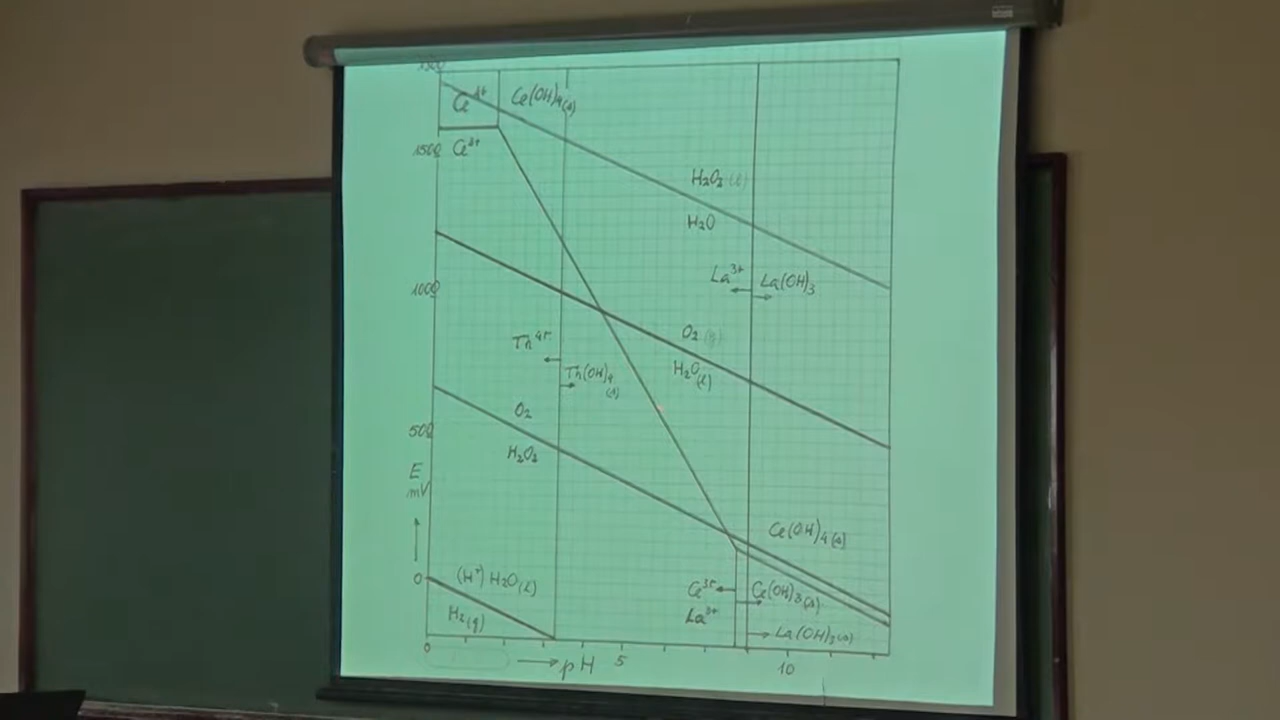 Ce⁴⁺ Ce(OH)₄(s)
1500 Ce³⁺
H₂O₂ (l)
H₂O
La³⁺ La(OH)₃
1000
O₂ (g)
H₂O(l)
Th⁴⁺
Th(OH)₄(s)
O₂
500
H₂O₂
E
mV
Ce(OH)₄(s)
0 (H⁺) H₂O(l)
Ce³⁺ Ce(OH)₃(s)
H₂(g) La³⁺
La(OH)₃(s)
0 → pH 5 10